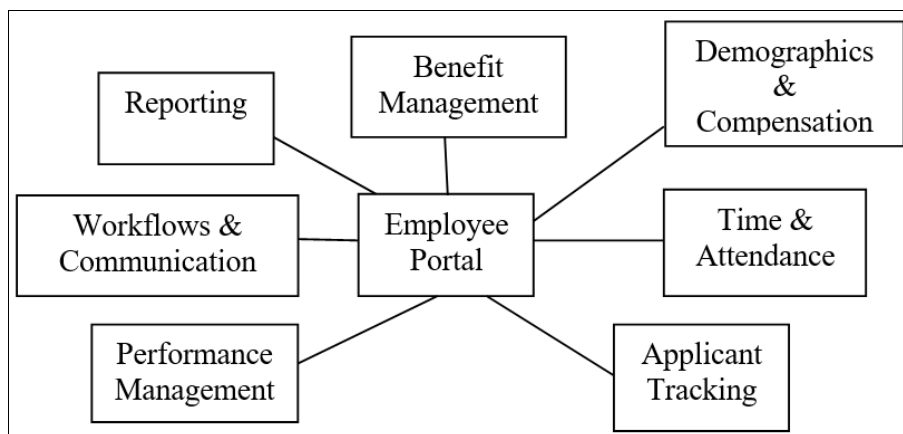 Reporting
Benefit
Management
Demographics
&
Compensation
Workflows &
Communication
Employee
Portal
Time &
Attendance
Performance
Management
Applicant
Tracking